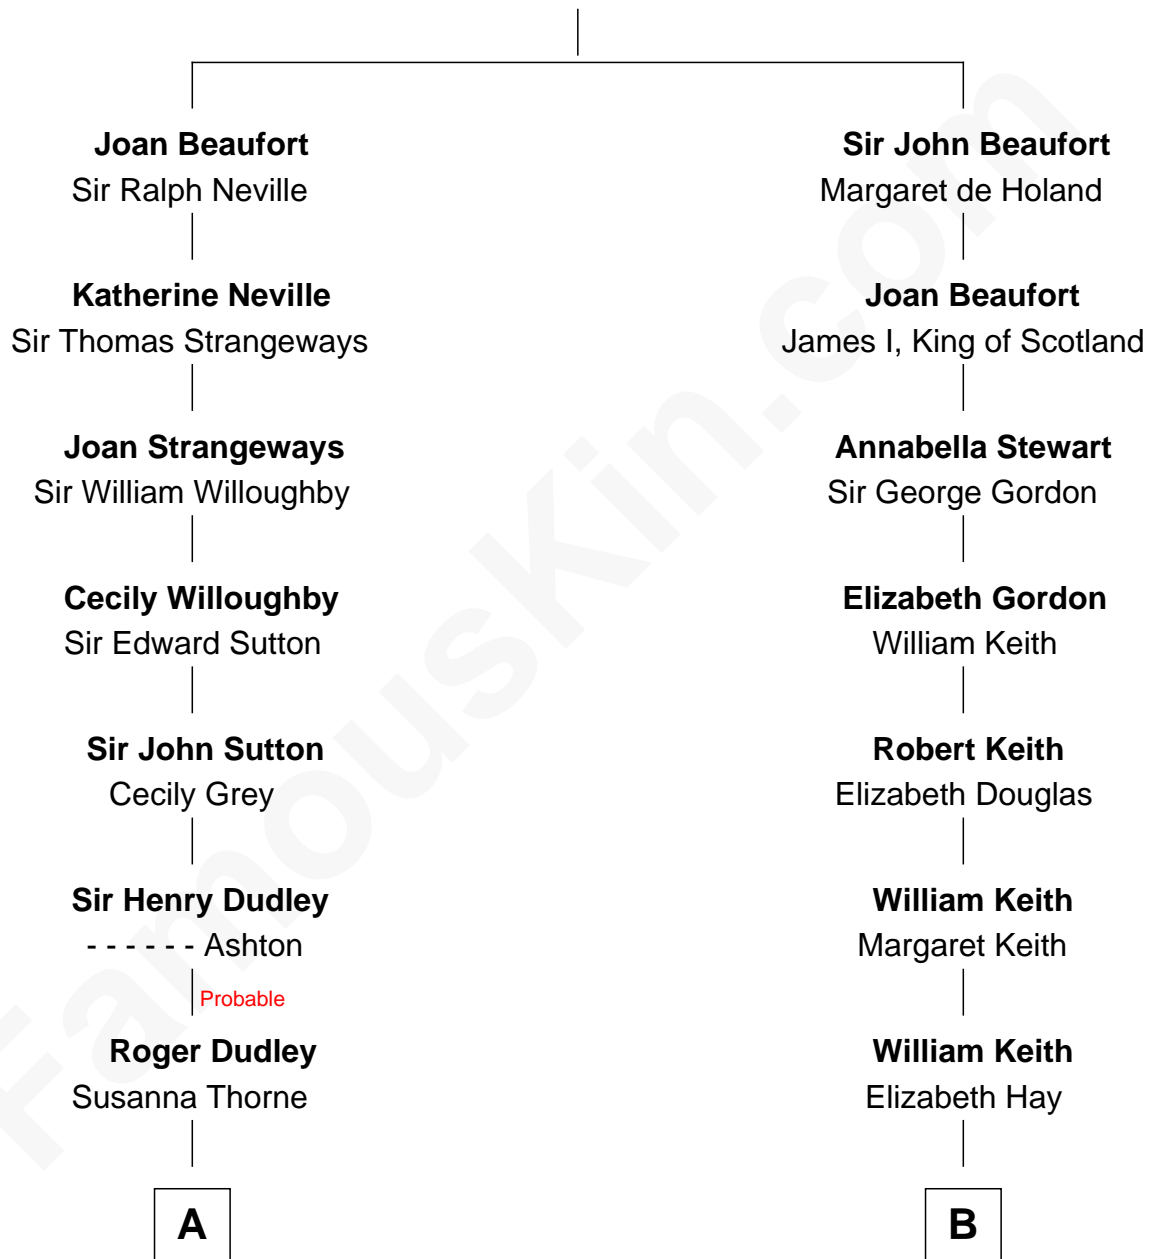 Joan Beaufort
Sir Ralph Neville
Sir John Beaufort
Margaret de Holand
Katherine Neville
Sir Thomas Strangeways
Joan Beaufort
James I, King of Scotland
Joan Strangeways
Sir William Willoughby
Annabella Stewart
Sir George Gordon
Cecily Willoughby
Sir Edward Sutton
Elizabeth Gordon
William Keith
Sir John Sutton
Cecily Grey
Robert Keith
Elizabeth Douglas
Sir Henry Dudley
- - - - - - Ashton
William Keith
Margaret Keith
Probable
Roger Dudley
Susanna Thorne
William Keith
Elizabeth Hay
A
B
FamousKin.com